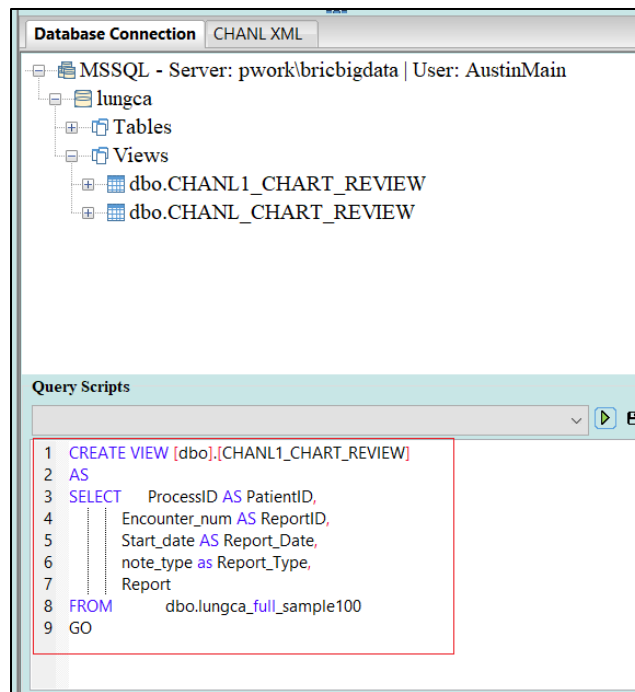 Database Connection CHANL XML
MSSQL - Server: pwork\bricbigdata | User: AustinMain
lungca
Tables
Views
dbo.CHANL1_CHART_REVIEW
dbo.CHANL_CHART_REVIEW
Query Scripts
1 CREATE VIEW [dbo].[CHANL1_CHART_REVIEW]
2 AS
3 SELECT ProcessID AS PatientID,
4 Encounter_num AS ReportID,
5 Start_date AS Report_Date,
6 note_type as Report_Type,
7 Report
8 FROM dbo.lungca_full_sample100
9 GO